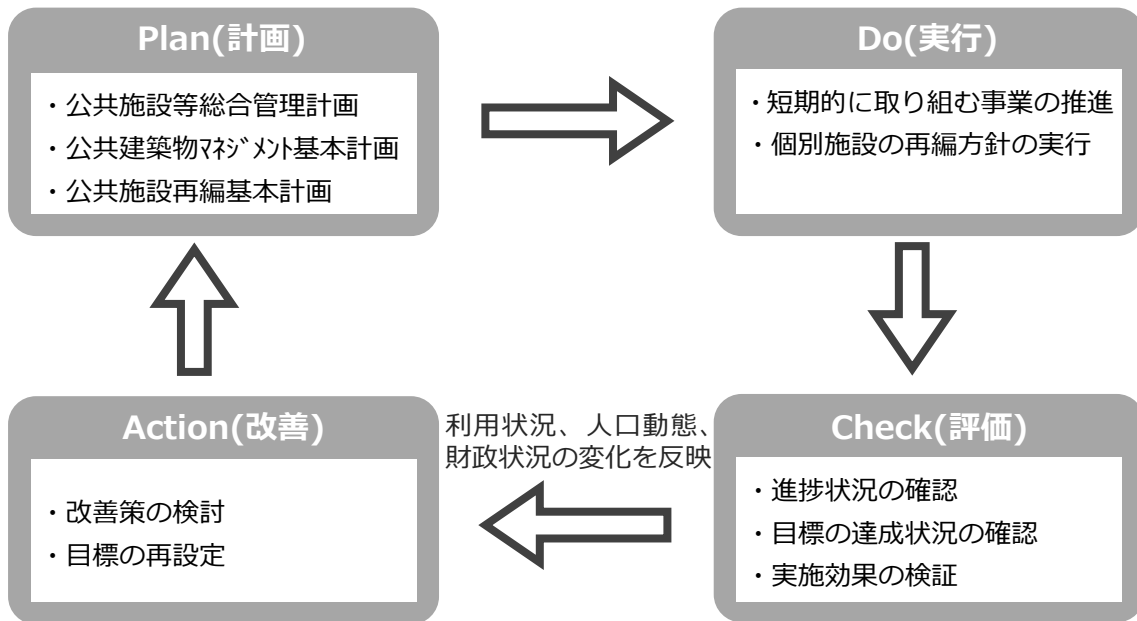 Plan(計画)
・公共施設等総合管理計画
・公共建築物ﾏﾈｼﾞﾒﾝﾄ基本計画
・公共施設再編基本計画
Do(実行)
・短期的に取り組む事業の推進
・個別施設の再編方針の実行
Action(改善)
・改善策の検討
・目標の再設定
利用状況、人口動態、
財政状況の変化を反映
Check(評価)
・進捗状況の確認
・目標の達成状況の確認
・実施効果の検証